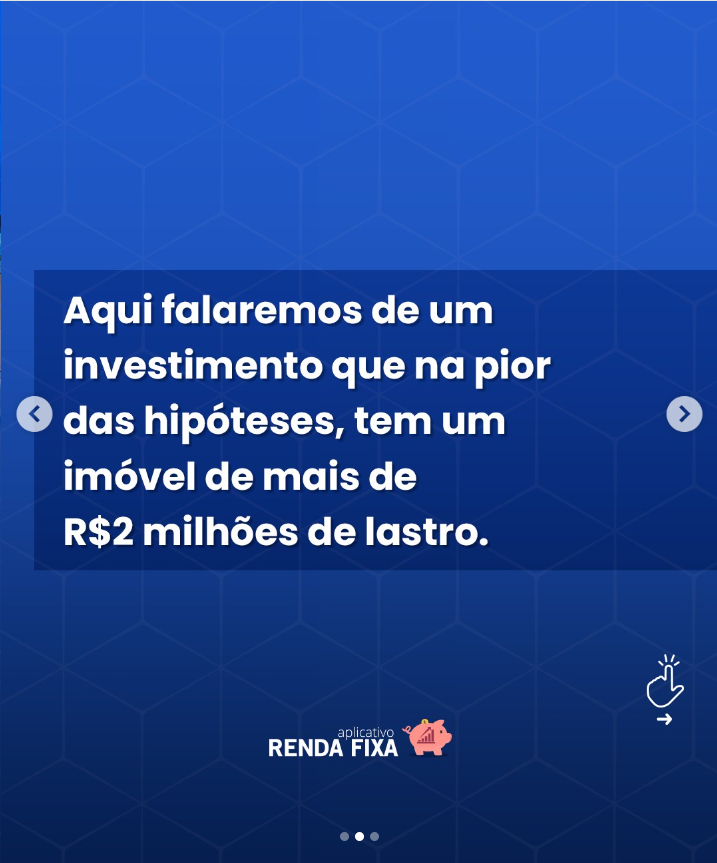 Aqui falaremos de um
investimento que na pior
das hipóteses, tem um
imóvel de mais de
R$2 milhões de lastro.
aplicativo
RENDA FIXA